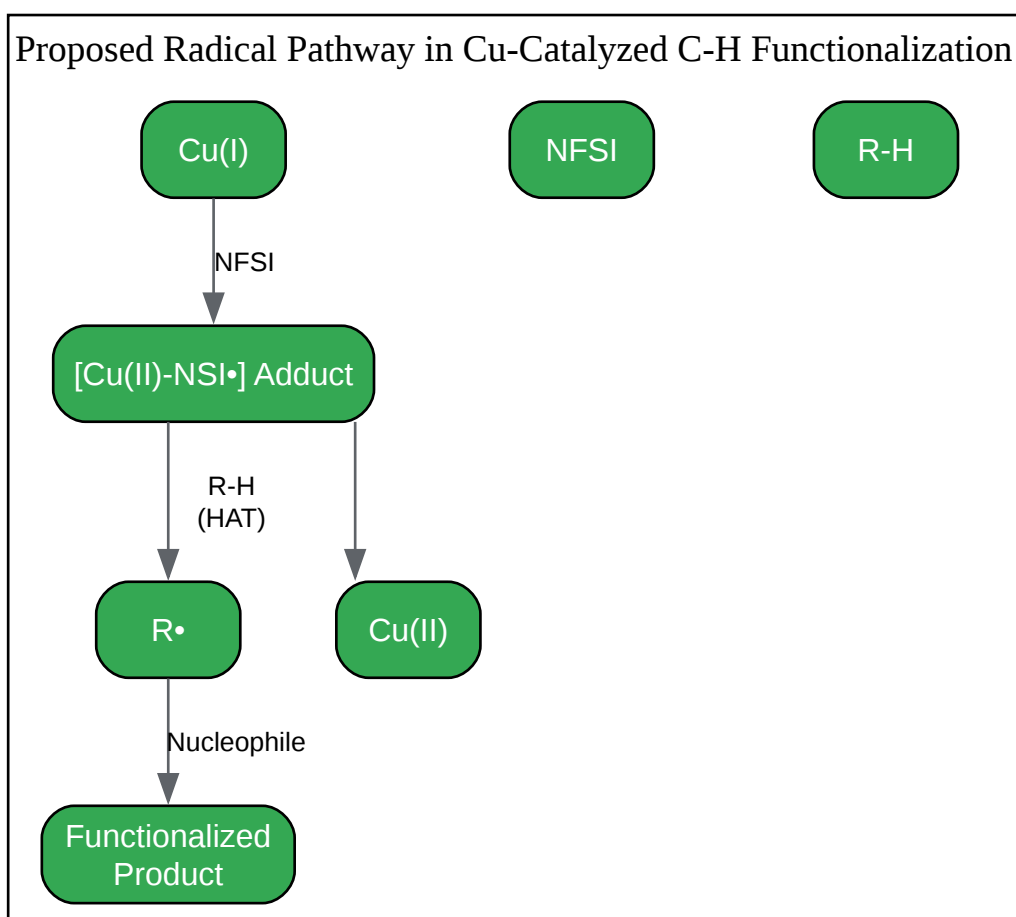 Proposed Radical Pathway in Cu-Catalyzed C-H Functionalization
Cu(I)
NFSI
R-H
NFSI
[Cu(II)-NSI•] Adduct
R-H
(HAT)
R•
Cu(II)
Nucleophile
Functionalized
Product